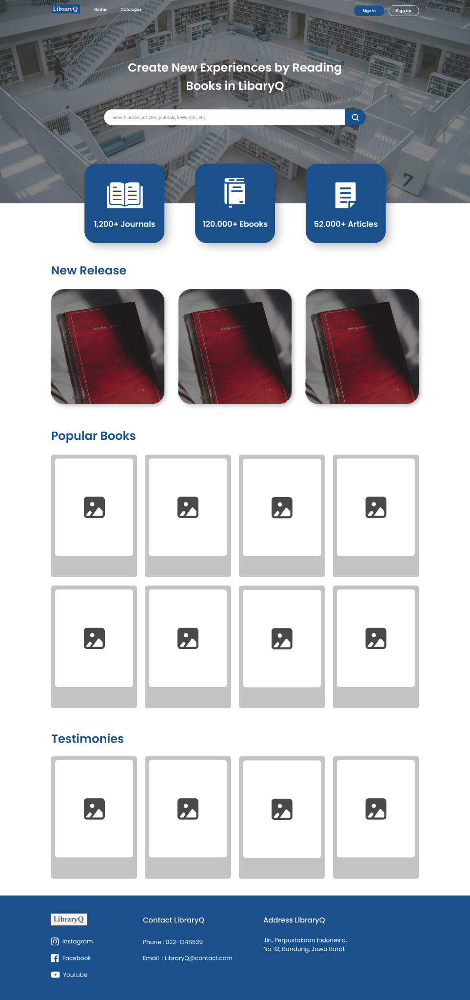 LibraryQ
Home
Catalogue
Sign In
Sign Up
Create New Experiences by Reading
Books in LibaryQ
Search books, articles, journals, keywords, etc.
7
1,200+ Journals
120.000+ Ebooks
52.000+ Articles
New Release
EDGAR ALLAN
EDGAR ALLAN
EDGAR ALLAN
Popular Books
Testimonies
LibraryQ
Contact LibraryQ
Address LibraryQ
Instagram
Phone : 022-1248539
Jln. Perpustakaan Indonesia,
No. 12, Bandung, Jawa Barat
Facebook
Email : LibraryQ@contact.com
Youtube